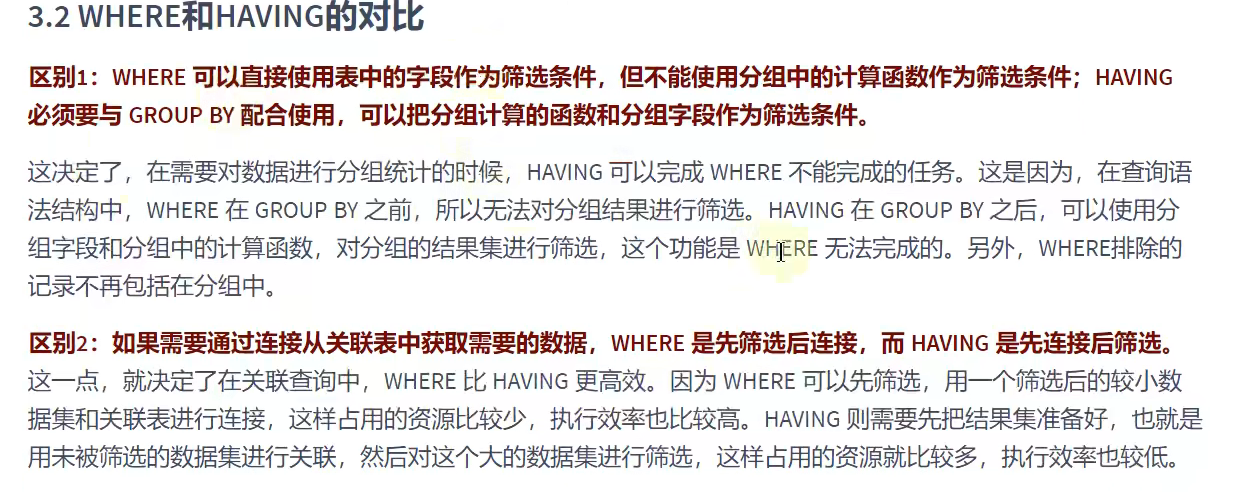 3.2 WHERE和HAVING的对比
区别1：WHERE 可以直接使用表中的字段作为筛选条件，但不能使用分组中的计算函数作为筛选条件；HAVING
必须要与 GROUP BY 配合使用，可以把分组计算的函数和分组字段作为筛选条件。
这决定了，在需要对数据进行分组统计的时候，HAVING 可以完成 WHERE 不能完成的任务。这是因为，在查询语
法结构中，WHERE 在 GROUP BY 之前，所以无法对分组结果进行筛选。HAVING 在 GROUP BY 之后，可以使用分
组字段和分组中的计算函数，对分组的结果集进行筛选，这个功能是 WHERE 无法完成的。另外，WHERE排除的
记录不再包括在分组中。
区别2：如果需要通过连接从关联表中获取需要的数据，WHERE 是先筛选后连接，而 HAVING 是先连接后筛选。
这一点，就决定了在关联查询中，WHERE 比 HAVING 更高效。因为 WHERE 可以先筛选，用一个筛选后的较小数
据集和关联表进行连接，这样占用的资源比较少，执行效率也比较高。HAVING 则需要先把结果集准备好，也就是
用未被筛选的数据集进行关联，然后对这个大的数据集进行筛选，这样占用的资源就比较多，执行效率也较低。